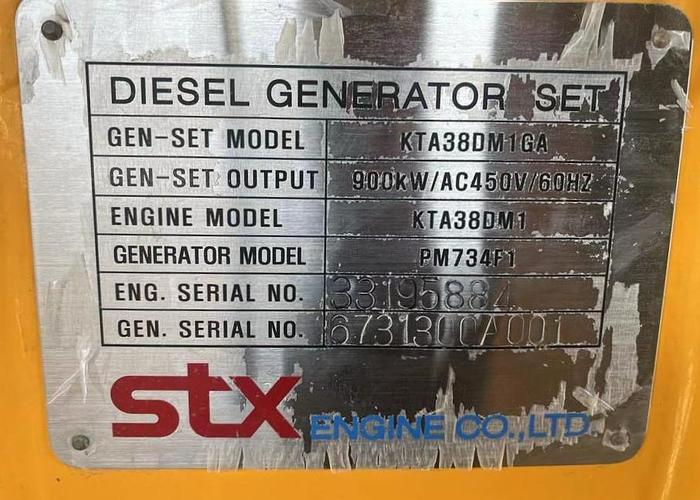 DIESEL GENERATOR SET
GEN-SET MODEL KTA38DM1GA
GEN-SET OUTPUT 900kW/AC450V/60HZ
ENGINE MODEL KTA38DM1
GENERATOR MODEL PM734F1
ENG. SERIAL NO. 33195884
GEN. SERIAL NO. 6731300A001
stx ENGINE CO.,LTD.